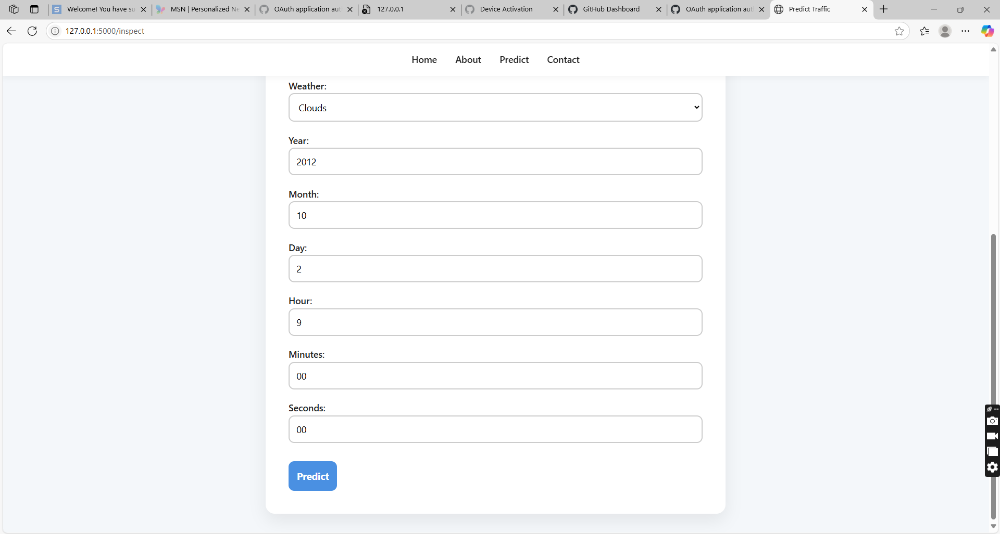 Welcome! You have su
MSN | Personalized Ne
OAuth application aut
127.0.0.1
Device Activation
GitHub Dashboard
OAuth application aut
Predict Traffic
127.0.0.1:5000/inspect
Home About Predict Contact
Weather:
Clouds
Year:
2012
Month:
10
Day:
2
Hour:
9
Minutes:
00
Seconds:
00
Predict